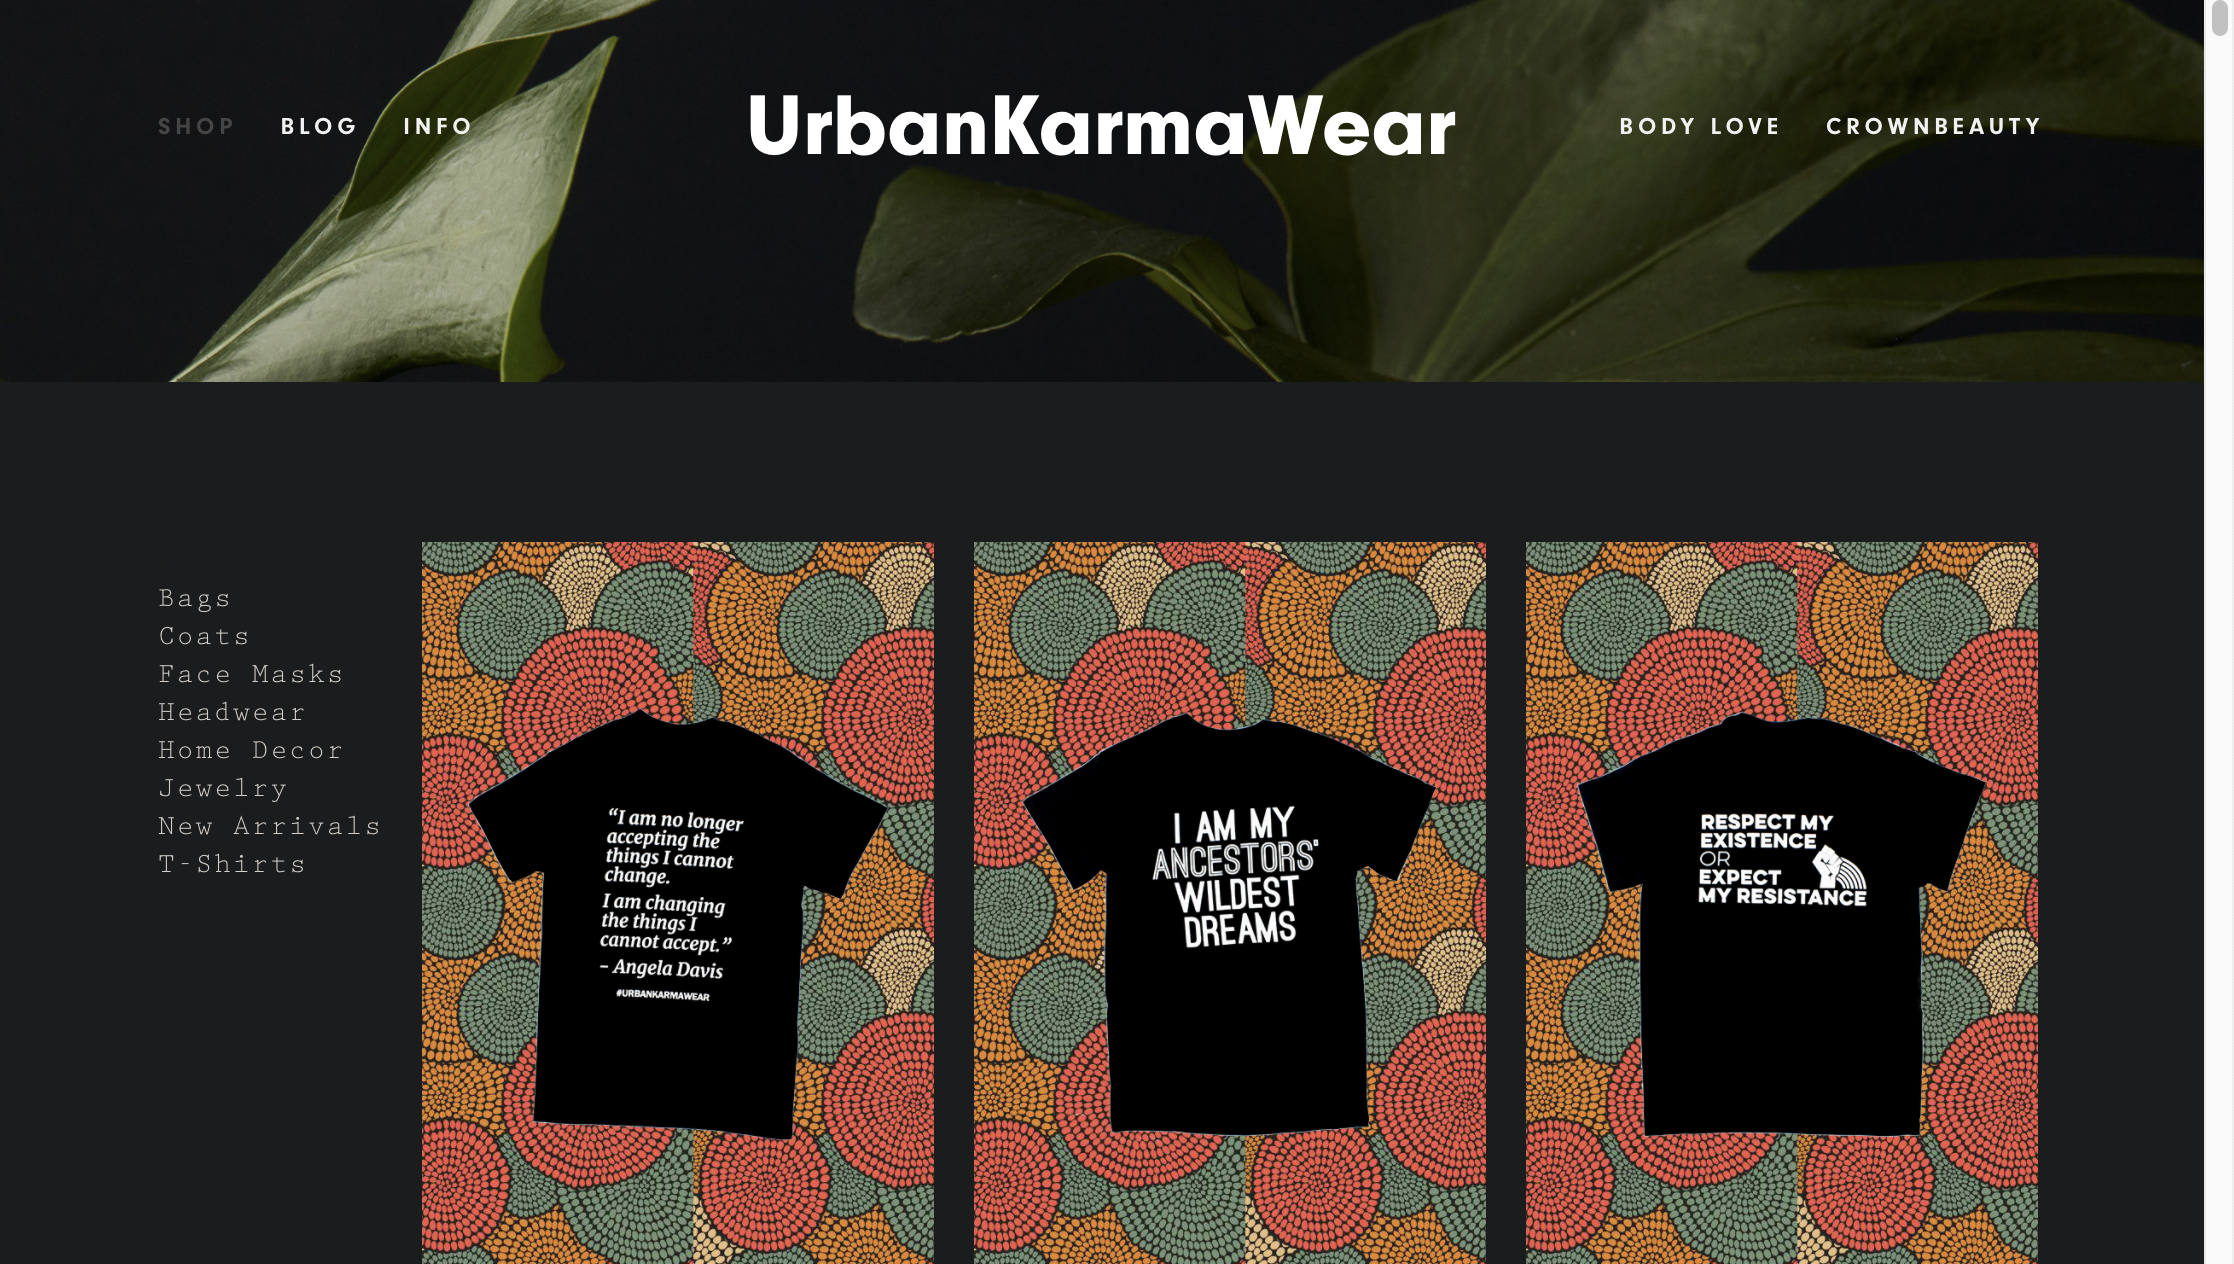 SHOP BLOG INFO
UrbanKarmaWear
BODY LOVE CROWNBEAUTY
Bags
Coats
Face Masks
Headwear
Home Decor
Jewelry
New Arrivals
T-Shirts
“I am no longer
accepting the
things I cannot
change.
I am changing
the things I
cannot accept.”
– Angela Davis
#URBANKARMAWEAR
I AM MY
ANCESTORS'
WILDEST
DREAMS
RESPECT MY
EXISTENCE
OR
EXPECT
MY RESISTANCE